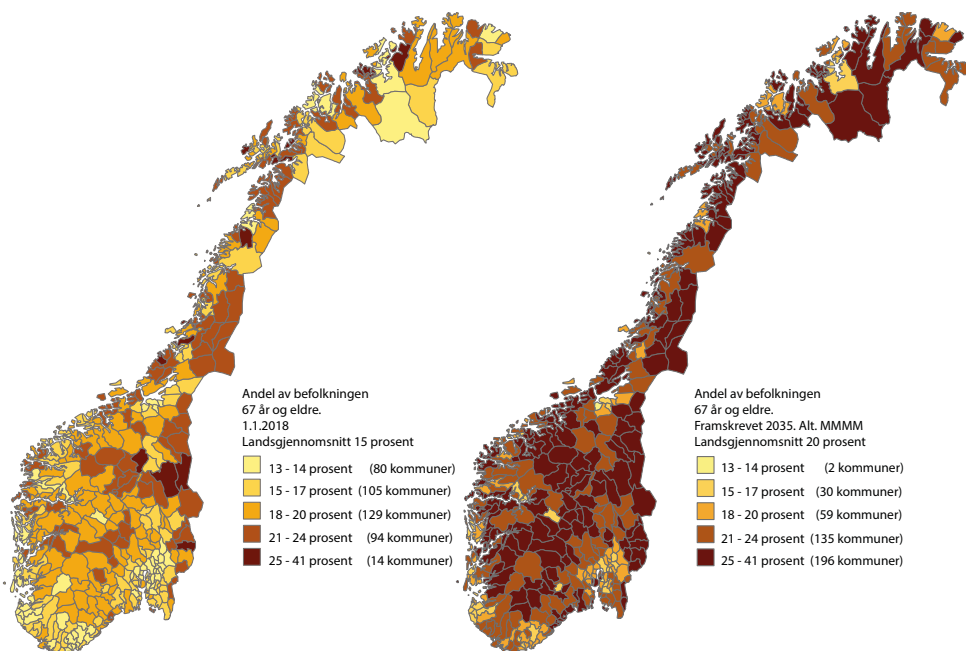 Andel av befolkningen
67 år og eldre.
1.1.2018
Landsgjennomsnitt 15 prosent
13 - 14 prosent (80 kommuner)
15 - 17 prosent (105 kommuner)
18 - 20 prosent (129 kommuner)
21 - 24 prosent (94 kommuner)
25 - 41 prosent (14 kommuner)
Andel av befolkningen
67 år og eldre.
Framskrevet 2035. Alt. MMMM
Landsgjennomsnitt 20 prosent
13 - 14 prosent (2 kommuner)
15 - 17 prosent (30 kommuner)
18 - 20 prosent (59 kommuner)
21 - 24 prosent (135 kommuner)
25 - 41 prosent (196 kommuner)